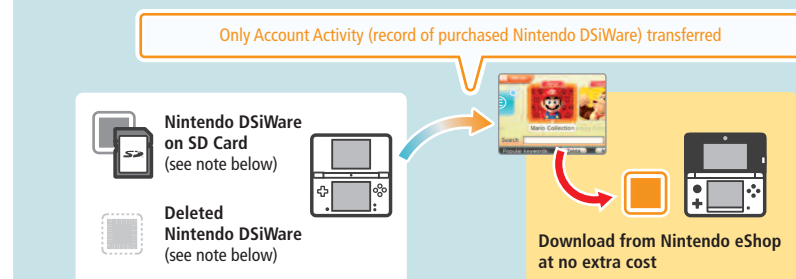 Only Account Activity (record of purchased Nintendo DSiWare) transferred
Nintendo DSiWare
on SD Card
(see note below)
Deleted
Nintendo DSiWare
(see note below)
Mario Collection
Search
Popular Keywords
Zelda
Download from Nintendo eShop
at no extra cost